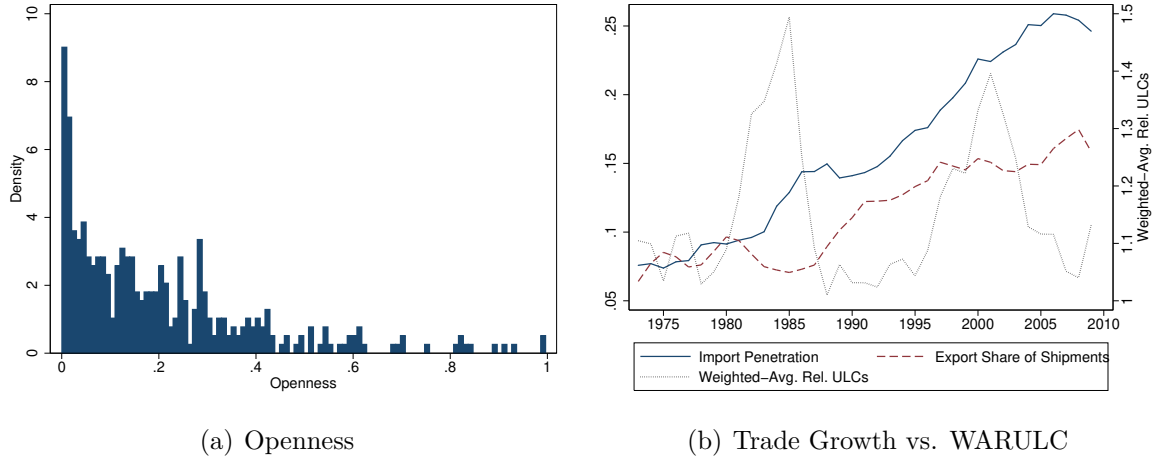 10
8
6
4
2
0
Density
0 .2 .4 .6 .8 1
Openness
(a) Openness
.25
.2
.15
.1
.05
1.5
1.4
1.3
1.2
1.1
1
Weighted−Avg. Rel. ULCs
1975 1980 1985 1990 1995 2000 2005 2010
Import Penetration Export Share of Shipments
Weighted−Avg. Rel. ULCs
(b) Trade Growth vs. WARULC